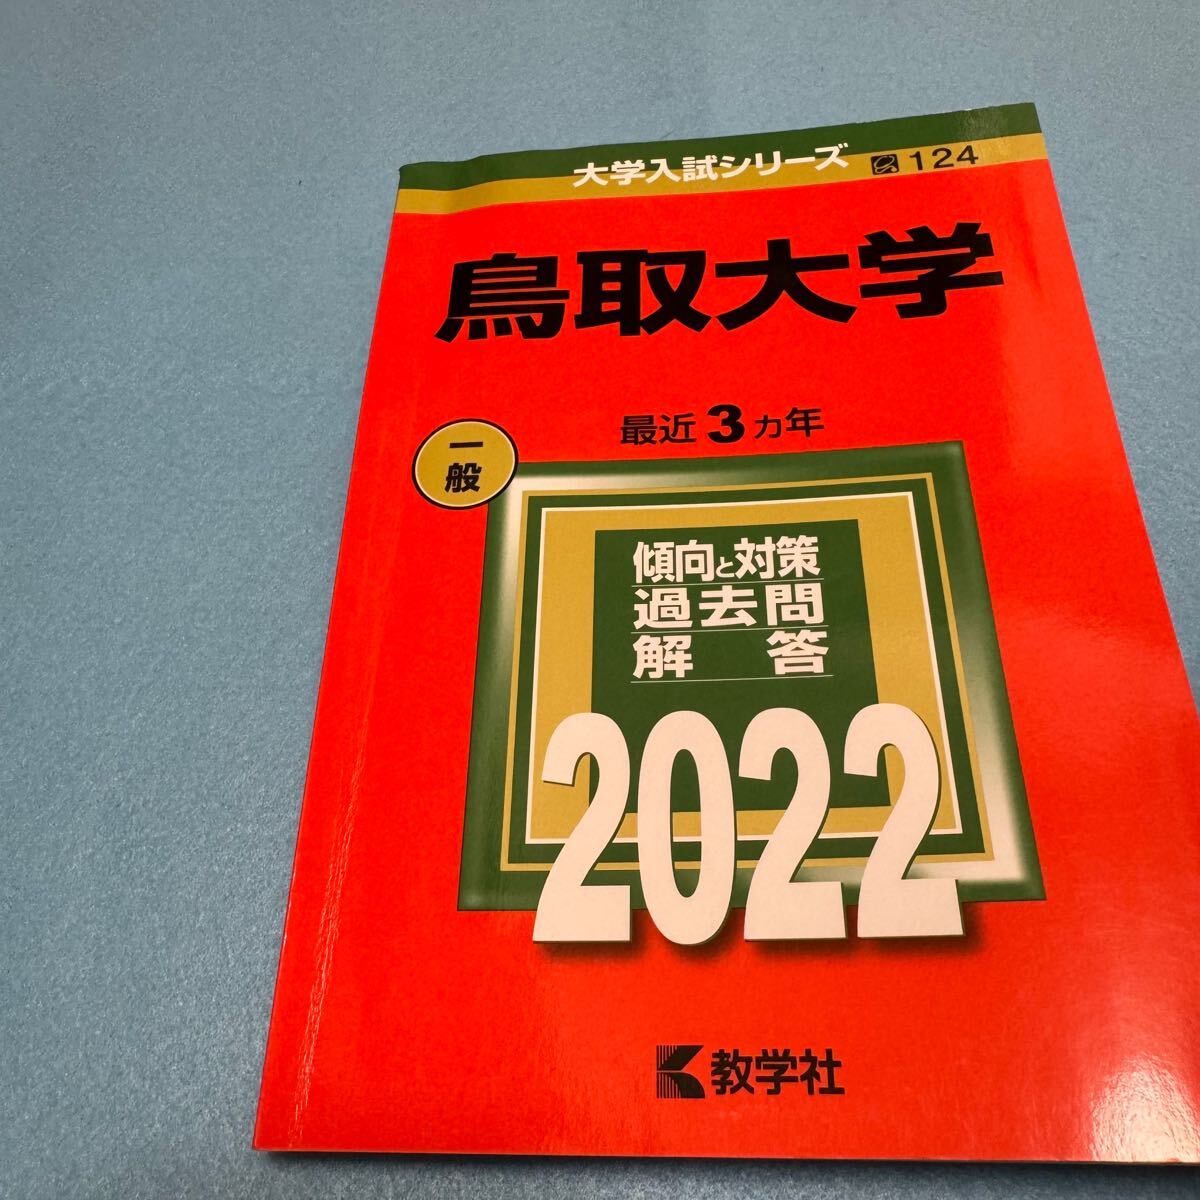 大学入試シリーズ 124
鳥取大学
最近3ヵ年
一般
傾向と対策
過去問
解答
2022
教学社